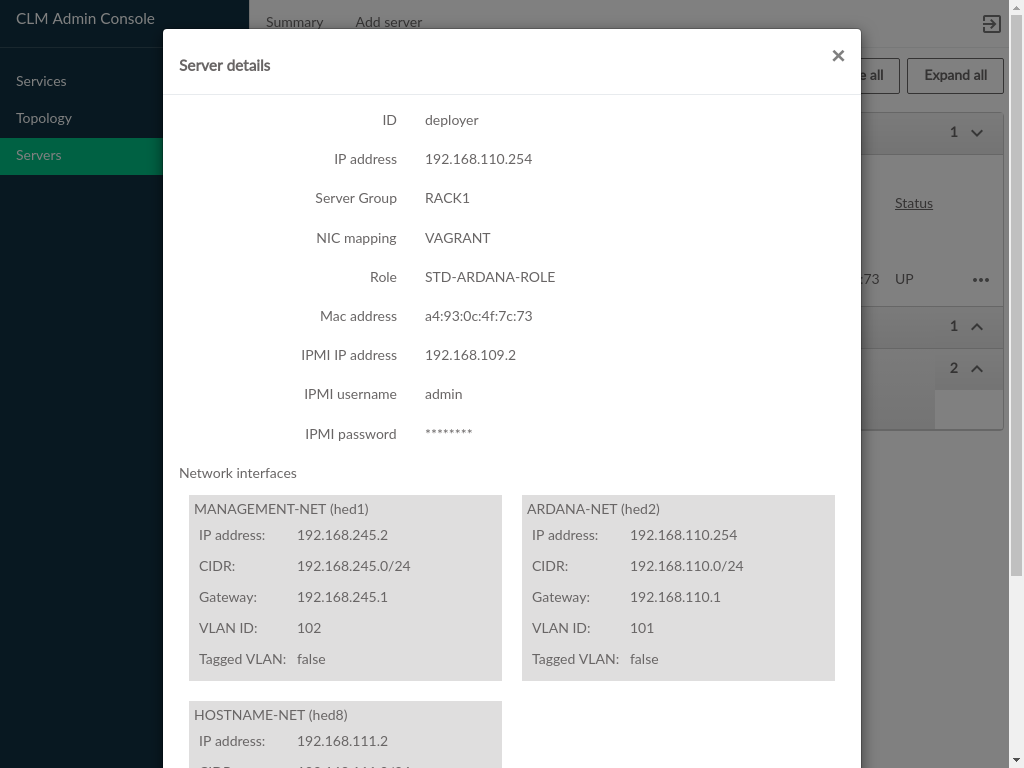 CLM Admin Console
Summary Add server
Services
Topology
Servers
all
Expand all
Server details ×
ID deployer
IP address 192.168.110.254
Server Group RACK1
NIC mapping VAGRANT
Role STD-ARDANA-ROLE
Mac address a4:93:0c:4f:7c:73
IPMI IP address 192.168.109.2
IPMI username admin
IPMI password ********
1
Status
:73 UP •••
1
2
Network interfaces
MANAGEMENT-NET (hed1)
IP address: 192.168.245.2
CIDR: 192.168.245.0/24
Gateway: 192.168.245.1
VLAN ID: 102
Tagged VLAN: false
ARDANA-NET (hed2)
IP address: 192.168.110.254
CIDR: 192.168.110.0/24
Gateway: 192.168.110.1
VLAN ID: 101
Tagged VLAN: false
HOSTNAME-NET (hed8)
IP address: 192.168.111.2